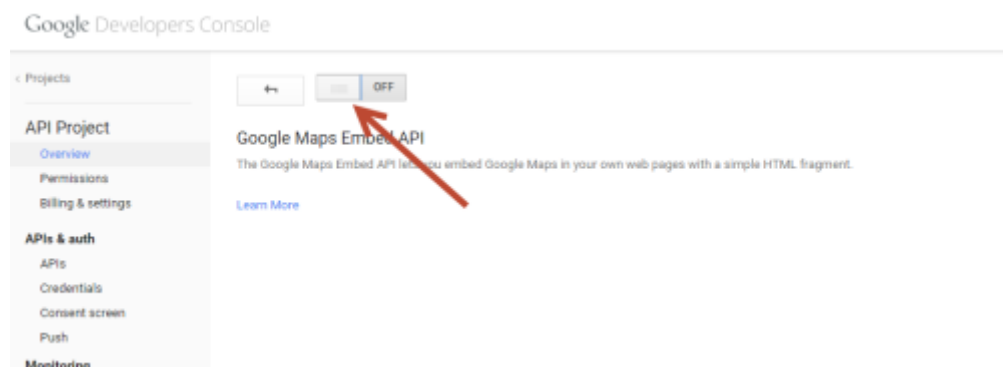 Google Developers Console
< Projects
API Project
Overview
Permissions
Billing & settings
APIs & auth
APIs
Credentials
Consent screen
Push
Monitoring
OFF
Google Maps Embed API
The Google Maps Embed API lets you embed Google Maps in your own web pages with a simple HTML fragment.
Learn More